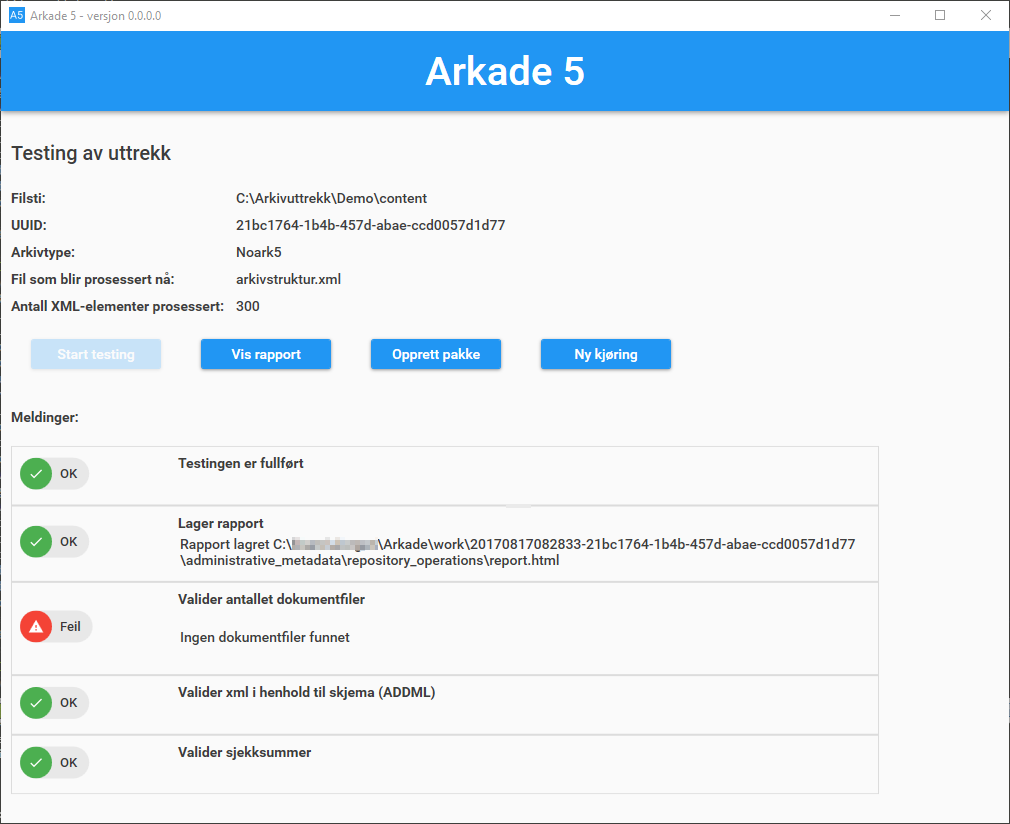 A5 Arkade 5 - versjon 0.0.0.0
Arkade 5
Testing av uttrekk
Filsti: C:\Arkivuttrekk\Demo\content
UUID: 21bc1764-1b4b-457d-abae-ccd0057d1d77
Arkivtype: Noark5
Fil som blir prosessert nå: arkivstruktur.xml
Antall XML-elementer prosessert: 300
Start testing Vis rapport Opprett pakke Ny kjøring
Meldinger:
Testingen er fullført
OK
Lager rapport
OK
Rapport lagret C:\ \Arkade\work\20170817082833-21bc1764-1b4b-457d-abae-ccd0057d1d77
\administrative_metadata\repository_operations\report.html
Valider antallet dokumentfiler
Feil
Ingen dokumentfiler funnet
Valider xml i henhold til skjema (ADDML)
OK
Valider sjekksummer
OK